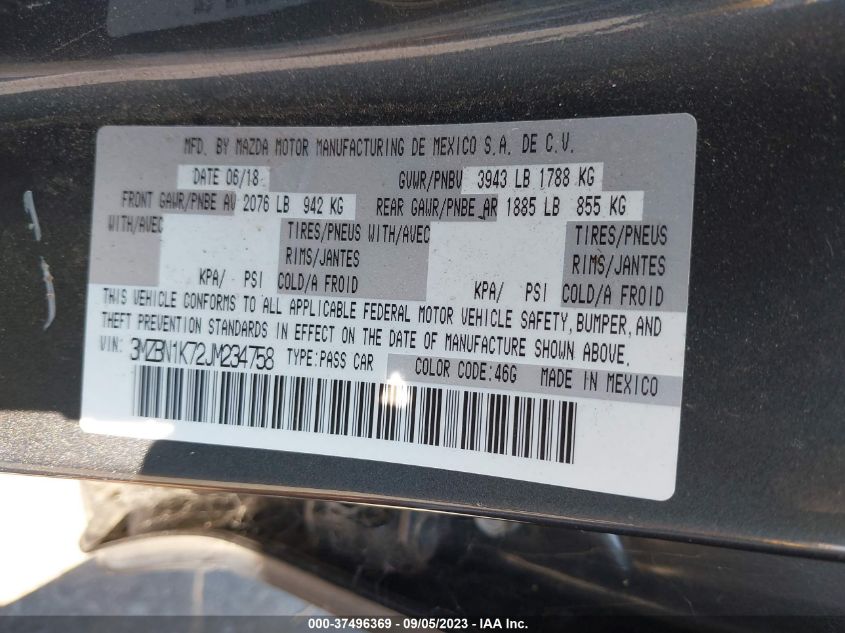 MFD. BY MAZDA MOTOR MANUFACTURING DE MEXICO S.A. DE C.V.
DATE 06/18 GVWR/PNBV 3943 LB 1788 KG
FRONT GAWR/PNBE AV 2076 LB 942 KG REAR GAWR/PNBE AR 1885 LB 855 KG
WITH/AVEC TIRES/PNEUS WITH/AVEC TIRES/PNEUS
RIMS/JANTES RIMS/JANTES
KPA/ PSI COLD/A FROID KPA/ PSI COLD/A FROID
THIS VEHICLE CONFORMS TO ALL APPLICABLE FEDERAL MOTOR VEHICLE SAFETY, BUMPER, AND
THEFT PREVENTION STANDARDS IN EFFECT ON THE DATE OF MANUFACTURE SHOWN ABOVE.
VIN: 3MZBN1K72JM234758 TYPE:PASS CAR COLOR CODE:46G MADE IN MEXICO
000-37496369 - 09/05/2023 - IAA Inc.